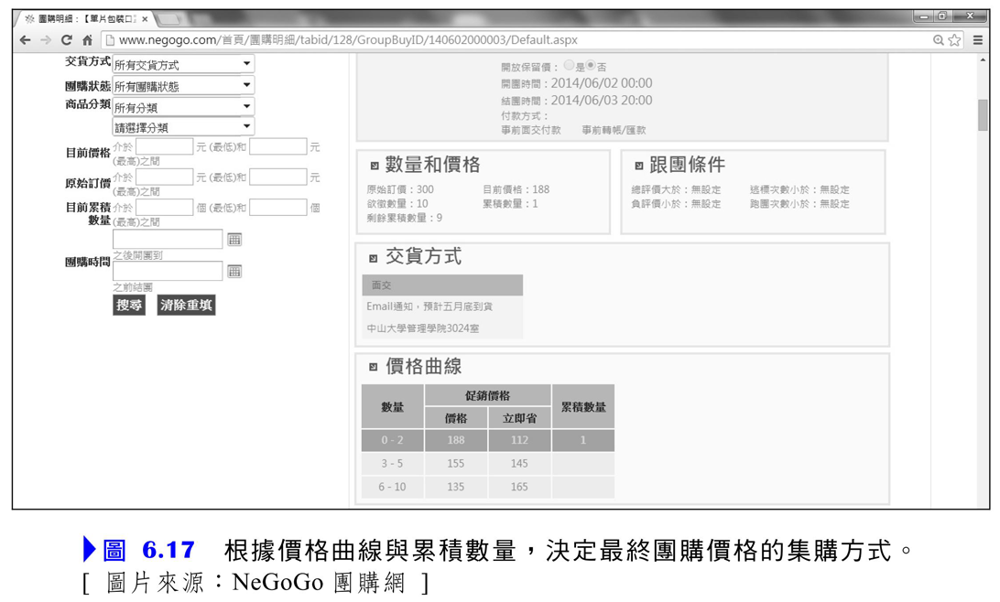 團購明細：【單片包裝口
www.negogo.com/首頁/團購明細/tabid/128/GroupBuyID/140602000003/Default.aspx
交貨方式 所有交貨方式
團購狀態 所有團購狀態
商品分類 所有分類
請選擇分類
目前價格 介於 元 (最低)和 元
(最高)之間
原始訂價 介於 元 (最低)和 元
(最高)之間
目前累積數量 介於 個 (最低)和 個
(最高)之間
團購時間
之後開團到
之前結團
搜尋 清除重填
開放保留價： 是 否
開團時間：2014/06/02 00:00
結團時間：2014/06/03 20:00
付款方式：
事前面交付款 事前轉帳/匯款
數量和價格
原始訂價：300 目前價格：188
欲徵數量：10 累積數量：1
剩餘累積數量：9
跟團條件
總評價大於：無設定 逃標次數小於：無設定
負評價小於：無設定 跑團次數小於：無設定
交貨方式
面交
Email通知，預計五月底到貨
中山大學管理學院3024室
價格曲線
數量 促銷價格 累積數量
價格 立即省
0 - 2 188 112 1
3 - 5 155 145
6 - 10 135 165
圖 6.17 根據價格曲線與累積數量，決定最終團購價格的集購方式。
[ 圖片來源：NeGoGo 團購網 ]